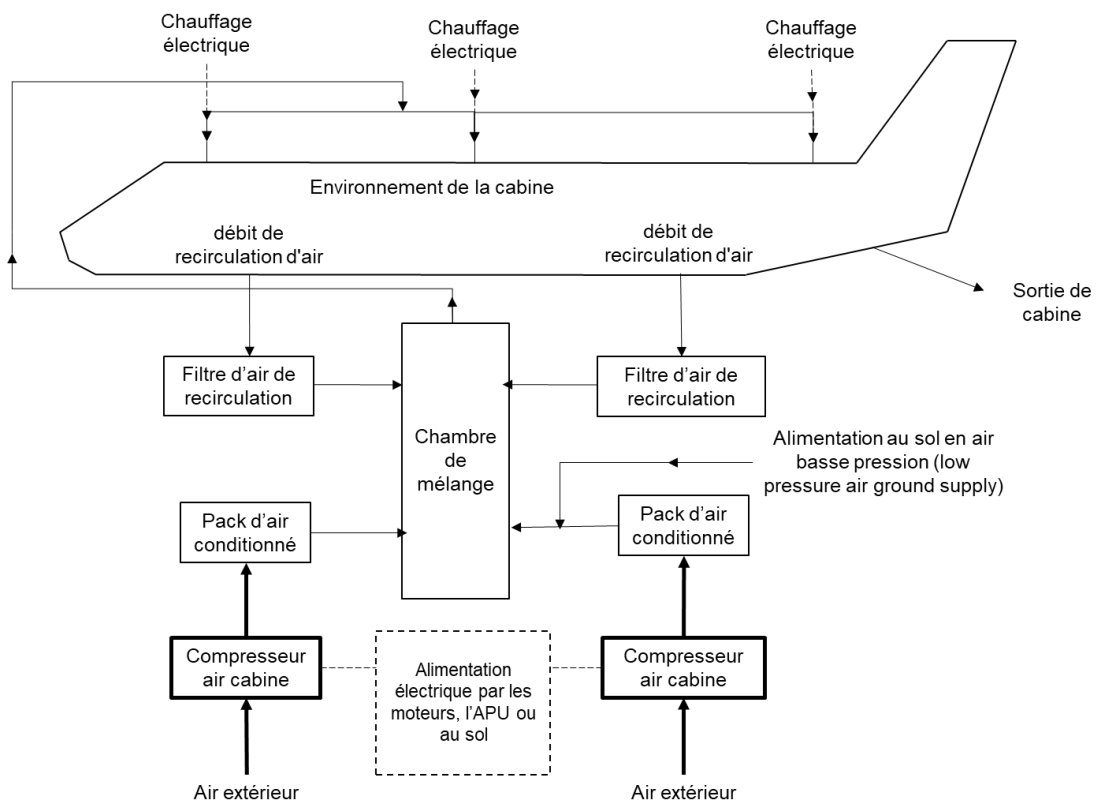 Chauffage
électrique
Chauffage
électrique
Chauffage
électrique
Environnement de la cabine
débit de
recirculation d'air
débit de
recirculation d'air
Sortie de
cabine
Filtre d’air de
recirculation
Filtre d’air de
recirculation
Chambre
de
mélange
Alimentation au sol en air
basse pression (low
pressure air ground supply)
Pack d’air
conditionné
Pack d’air
conditionné
Compresseur
air cabine
Alimentation
électrique par les
moteurs, l’APU ou
au sol
Compresseur
air cabine
Air extérieur
Air extérieur